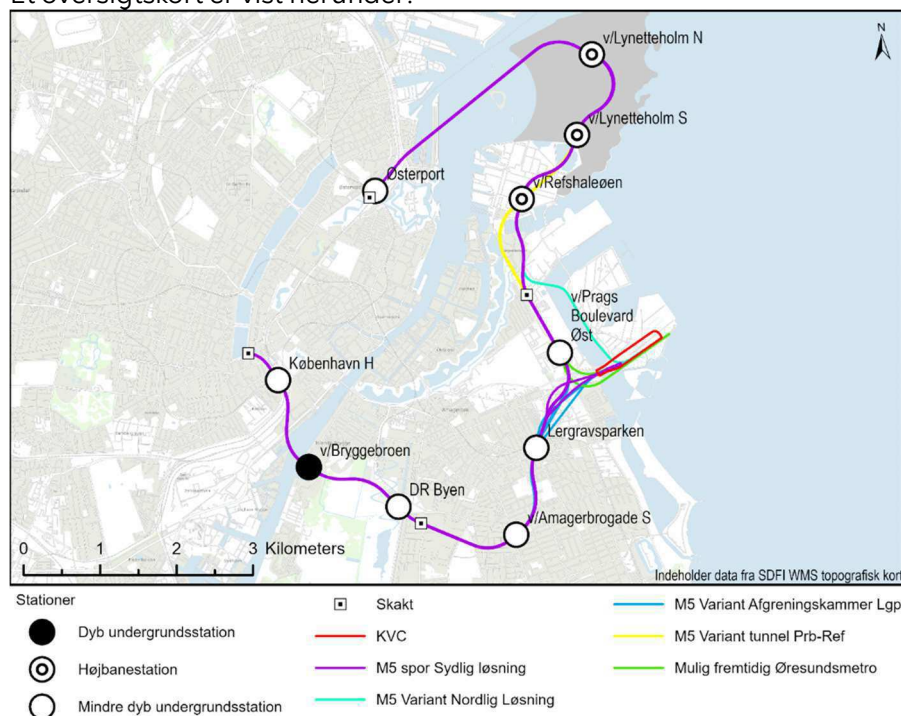 Et oversigtskort er vist herunder:
N
v/Lynetteholm N
v/Lynetteholm S
Østerport
v/Refshaleøen
v/Prags
Boulevard
Øst
København H
Lergravsparken
v/Bryggebroen
DR Byen
v/Amagerbrogade S
0 1 2 3 Kilometers
Indeholder data fra SDFI WMS topografisk kort
Stationer
Dyb undergrundsstation
Højbanestation
Mindre dyb undergrundsstation
Skakt
KVC
M5 spor Sydlig løsning
M5 Variant Nordlig Løsning
M5 Variant Afgreningskammer Lgp
M5 Variant tunnel Prb-Ref
Mulig fremtidig Øresundsmetro